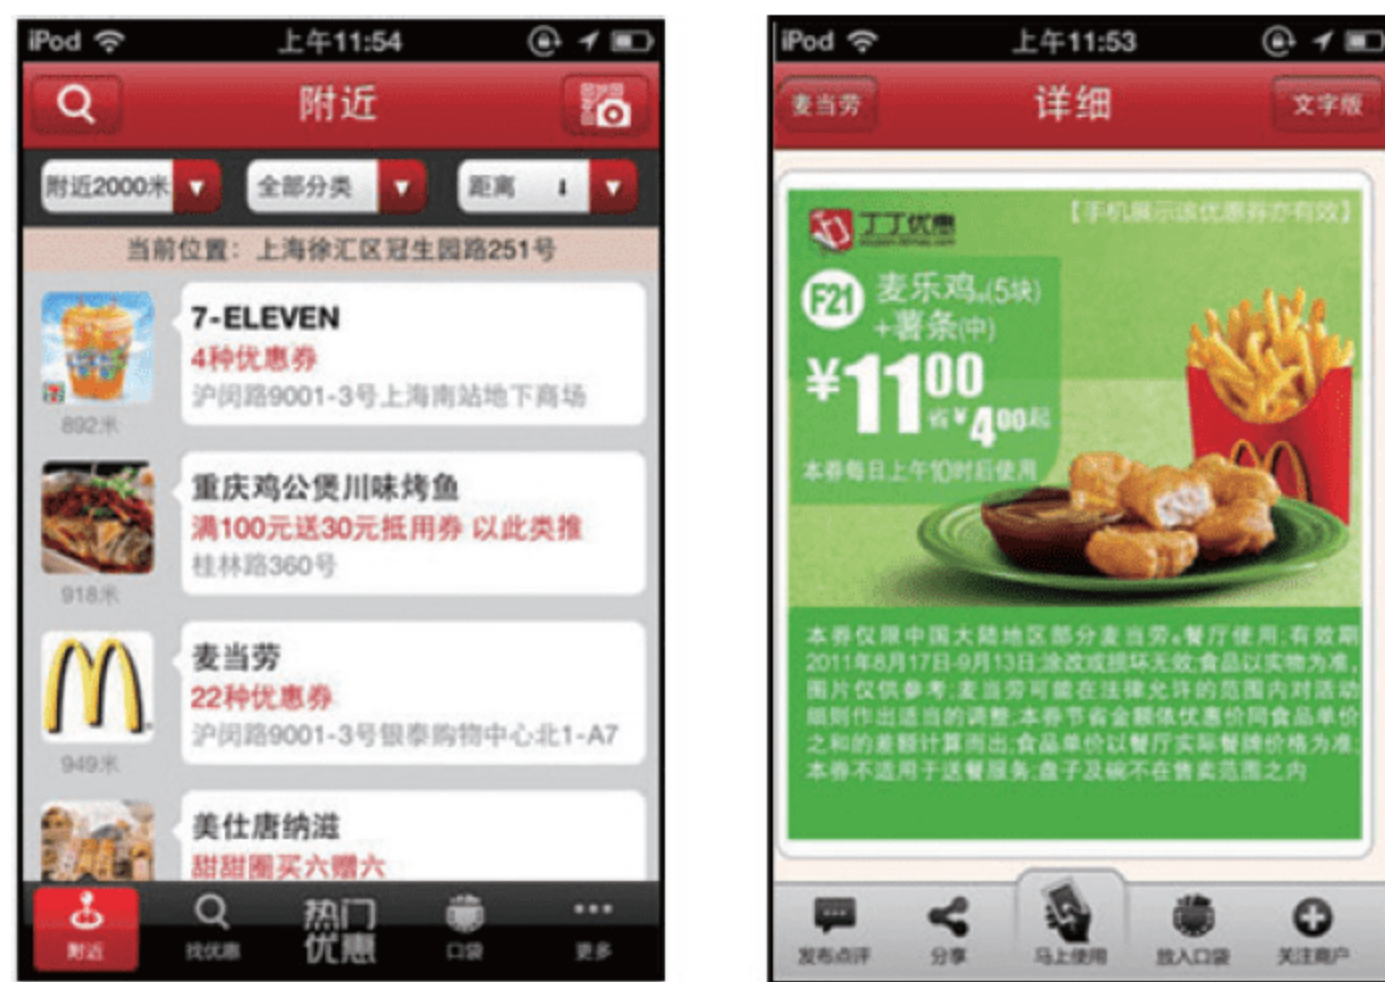 iPod
上午11:54
附近
附近2000米
全部分类
距离
当前位置：上海徐汇区冠生园路251号
7-ELEVEN
4种优惠券
沪闵路9001-3号上海南站地下商场
892米
重庆鸡公煲川味烤鱼
满100元送30元抵用券 以此类推
桂林路360号
918米
麦当劳
22种优惠券
沪闵路9001-3号银泰购物中心北1-A7
949米
美仕唐纳滋
甜甜圈买六赠六
附近
找优惠
热门优惠
口袋
更多
iPod
上午11:53
麦当劳
详细
文字版
丁丁优惠
【手机展示该优惠券亦有效】
F21
麦乐鸡®(5块)
+薯条(中)
¥11.00
省¥4.00起
本券每日上午10时后使用
本券仅限中国大陆地区部分麦当劳®餐厅使用;有效期
2011年8月17日-9月13日;涂改或损坏无效;食品以实物为准,
图片仅供参考;麦当劳可能在法律允许的范围内对活动
细则作出适当的调整;本券节省金额依优惠价同食品单价
之和的差额计算而出;食品单价以餐厅实际餐牌价格为准;
本券不适用于送餐服务;盘子及碗不在售卖范围之内
发布点评
分享
马上使用
放入口袋
关注商户